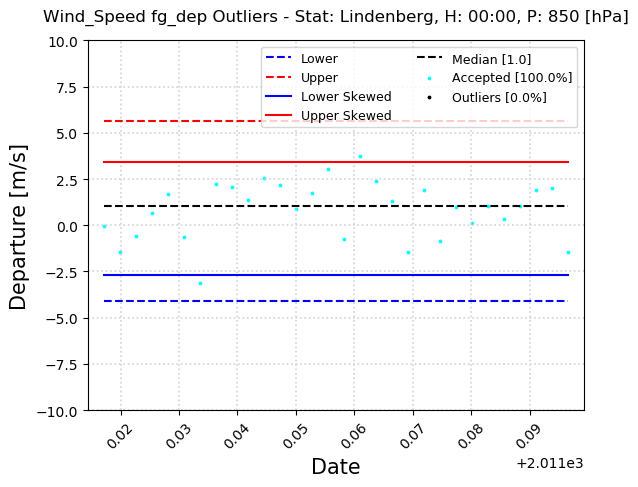 Wind_Speed fg_dep Outliers - Stat: Lindenberg, H: 00:00, P: 850 [hPa]
Departure [m/s]
10.0
7.5
5.0
2.5
0.0
−2.5
−5.0
−7.5
−10.0
Lower
Upper
Lower Skewed
Upper Skewed
Median [1.0]
Accepted [100.0%]
Outliers [0.0%]
0.02
0.03
0.04
0.05
0.06
0.07
0.08
0.09
+2.011e3
Date